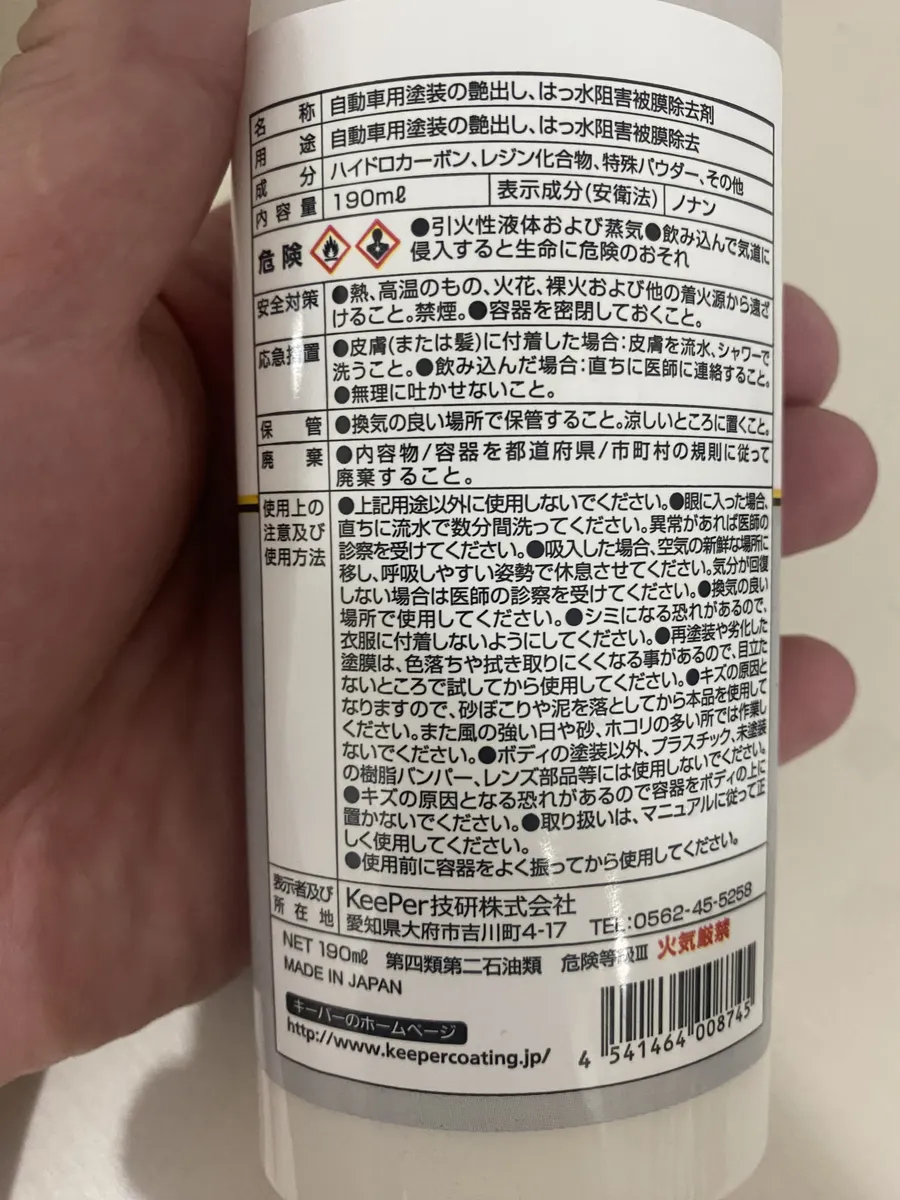 名称 自動車用塗装の艶出し、はっ水阻害被膜除去剤
用途 自動車用塗装の艶出し、はっ水阻害被膜除去
成分 ハイドロカーボン、レジン化合物、特殊パウダー、その他
内容量 190mℓ 表示成分(安衛法) ノナン
危険 ●引火性液体および蒸気●飲み込んで気道に
侵入すると生命に危険のおそれ
安全対策 ●熱、高温のもの、火花、裸火および他の着火源から遠ざ
けること。禁煙。●容器を密閉しておくこと。
応急措置 ●皮膚(または髪)に付着した場合:皮膚を流水、シャワーで
洗うこと。●飲み込んだ場合:直ちに医師に連絡すること。
●無理に吐かせないこと。
保管 ●換気の良い場所で保管すること。涼しいところに置くこと。
廃棄 ●内容物/容器を都道府県/市町村の規則に従って
廃棄すること。
使用上の注意及び使用方法 ●上記用途以外に使用しないでください。●眼に入った場合、
直ちに流水で数分間洗ってください。異常があれば医師の
診察を受けてください。●吸入した場合、空気の新鮮な場所に
移し、呼吸しやすい姿勢で休息させてください。気分が回復
しない場合は医師の診察を受けてください。●換気の良い
場所で使用してください。●シミになる恐れがあるので、
衣服に付着しないようにしてください。●再塗装や劣化した
塗膜は、色落ちや拭き取りにくくなる事があるので、目立た
ないところで試してから使用してください。●キズの原因と
なりますので、砂ぼこりや泥を落としてから本品を使用して
ください。また風の強い日や砂、ホコリの多い所では作業し
ないでください。●ボディの塗装以外、プラスチック、未塗装
の樹脂バンパー、レンズ部品等には使用しないでください。
●キズの原因となる恐れがあるので容器をボディの上に
置かないでください。●取り扱いは、マニュアルに従って正
しく使用してください。
●使用前に容器をよく振ってから使用してください。
表示者及び所在地 KeePer技研株式会社
愛知県大府市吉川町4-17 TEL:0562-45-5258
NET 190mℓ 第四類第二石油類 危険等級Ⅲ 火気厳禁
MADE IN JAPAN
キーパーのホームページ
http://www.keepercoating.jp/
4 541464 008745